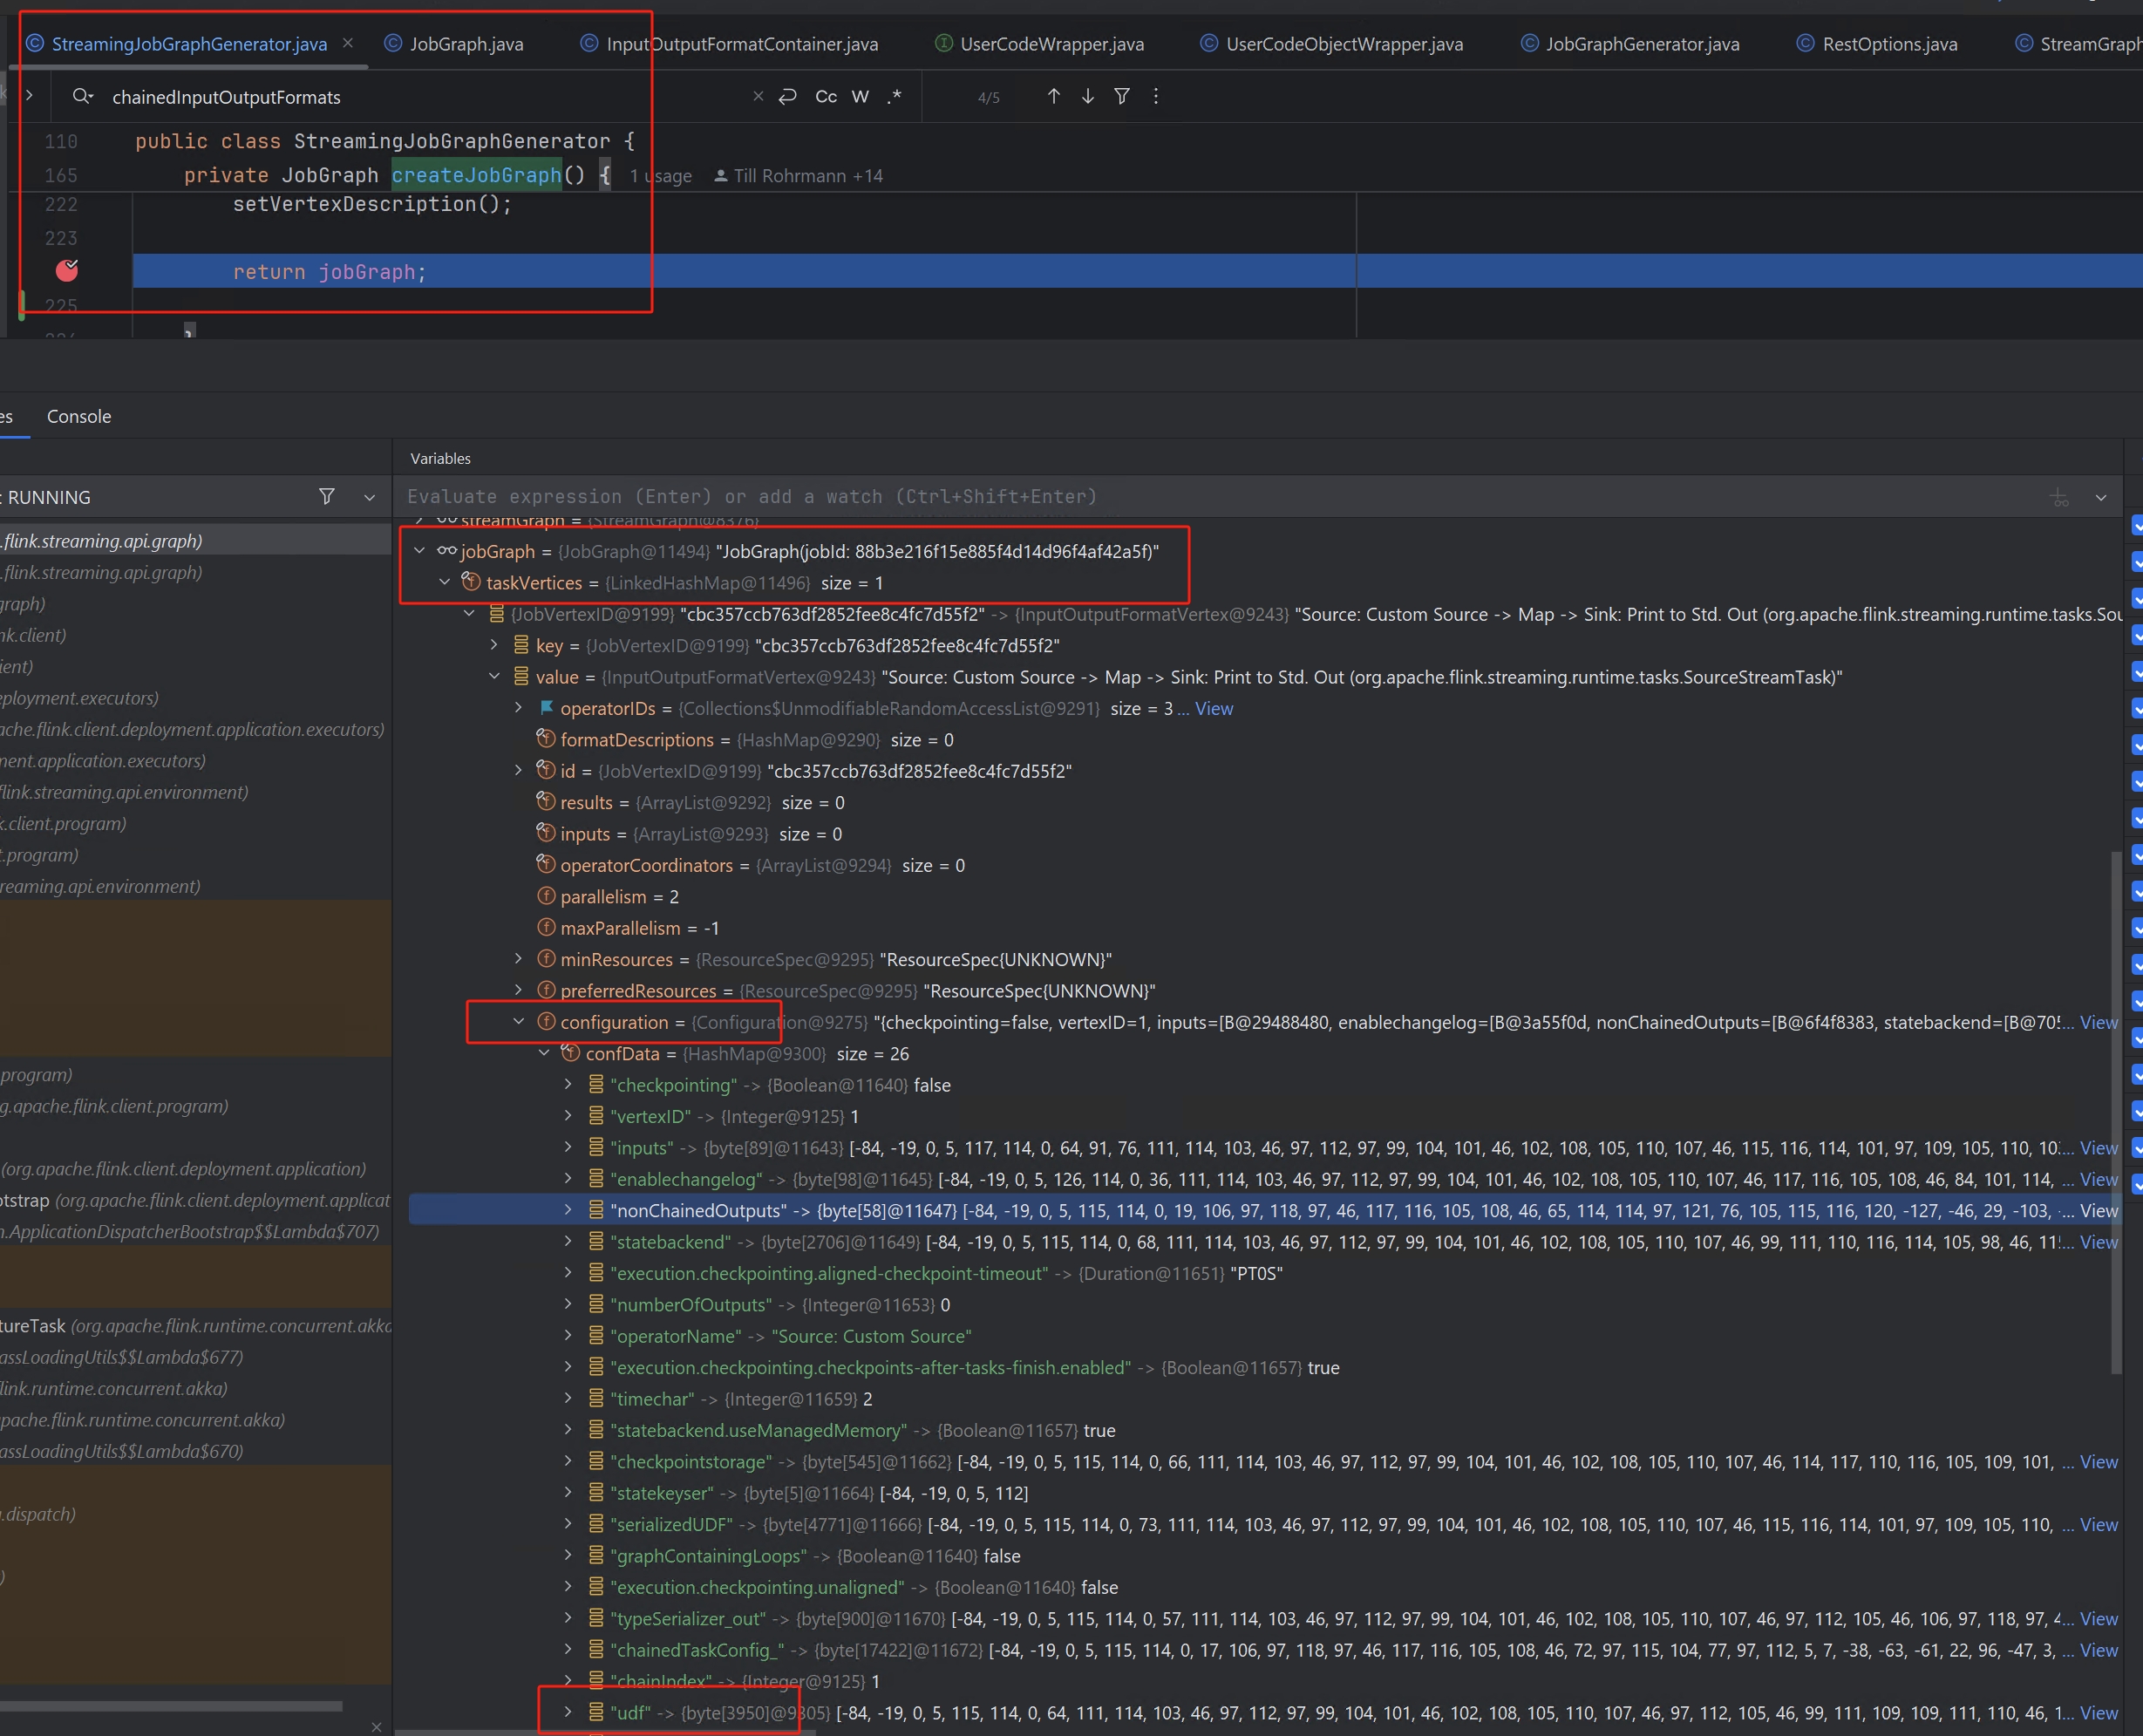 StreamingJobGraphGenerator.java
JobGraph.java
InputOutputFormatContainer.java
UserCodeWrapper.java
UserCodeObjectWrapper.java
JobGraphGenerator.java
RestOptions.java
StreamGraph
chainedInputOutputFormats
Cc W .*
4/5
110 public class StreamingJobGraphGenerator {
165 private JobGraph createJobGraph() { 1 usage Till Rohrmann +14
222 setVertexDescription();
223
return jobGraph;
225
es Console
Variables
: RUNNING
Evaluate expression (Enter) or add a watch (Ctrl+Shift+Enter)
.flink.streaming.api.graph)
.flink.streaming.api.graph)
graph)
nk.client)
ient)
eployment.executors)
ache.flink.client.deployment.application.executors)
ment.application.executors)
flink.streaming.api.environment)
k.client.program)
t.program)
reaming.api.environment)
program)
g.apache.flink.client.program)
(org.apache.flink.client.deployment.application)
otstrap (org.apache.flink.client.deployment.applicat
n.ApplicationDispatcherBootstrap$$Lambda$707)
tureTask (org.apache.flink.runtime.concurrent.akka
assLoadingUtils$$Lambda$677)
link.runtime.concurrent.akka)
pache.flink.runtime.concurrent.akka)
assLoadingUtils$$Lambda$670)
.dispatch)
)
streamGraph = {StreamGraph@8376}
jobGraph = {JobGraph@11494} "JobGraph(jobId: 88b3e216f15e885f4d14d96f4af42a5f)"
taskVertices = {LinkedHashMap@11496} size = 1
{JobVertexID@9199} "cbc357ccb763df2852fee8c4fc7d55f2" -> {InputOutputFormatVertex@9243} "Source: Custom Source -> Map -> Sink: Print to Std. Out (org.apache.flink.streaming.runtime.tasks.Sou
key = {JobVertexID@9199} "cbc357ccb763df2852fee8c4fc7d55f2"
value = {InputOutputFormatVertex@9243} "Source: Custom Source -> Map -> Sink: Print to Std. Out (org.apache.flink.streaming.runtime.tasks.SourceStreamTask)"
operatorIDs = {Collections$UnmodifiableRandomAccessList@9291} size = 3 ... View
formatDescriptions = {HashMap@9290} size = 0
id = {JobVertexID@9199} "cbc357ccb763df2852fee8c4fc7d55f2"
results = {ArrayList@9292} size = 0
inputs = {ArrayList@9293} size = 0
operatorCoordinators = {ArrayList@9294} size = 0
parallelism = 2
maxParallelism = -1
minResources = {ResourceSpec@9295} "ResourceSpec{UNKNOWN}"
preferredResources = {ResourceSpec@9295} "ResourceSpec{UNKNOWN}"
configuration = {Configuration@9275} "{checkpointing=false, vertexID=1, inputs=[B@29488480, enablechangelog=[B@3a55f0d, nonChainedOutputs=[B@6f4f8383, statebackend=[B@705... View
confData = {HashMap@9300} size = 26
"checkpointing" -> {Boolean@11640} false
"vertexID" -> {Integer@9125} 1
"inputs" -> {byte[89]@11643} [-84, -19, 0, 5, 117, 114, 0, 64, 91, 76, 111, 114, 103, 46, 97, 112, 97, 99, 104, 101, 46, 102, 108, 105, 110, 107, 46, 115, 116, 114, 101, 97, 109, 105, 110, 10... View
"enablechangelog" -> {byte[98]@11645} [-84, -19, 0, 5, 126, 114, 0, 36, 111, 114, 103, 46, 97, 112, 97, 99, 104, 101, 46, 102, 108, 105, 110, 107, 46, 117, 116, 105, 108, 46, 84, 101, 114, ... View
"nonChainedOutputs" -> {byte[58]@11647} [-84, -19, 0, 5, 115, 114, 0, 19, 106, 97, 118, 97, 46, 117, 116, 105, 108, 46, 65, 114, 114, 97, 121, 76, 105, 115, 116, 120, -127, -46, 29, -103, -... View
"statebackend" -> {byte[2706]@11649} [-84, -19, 0, 5, 115, 114, 0, 68, 111, 114, 103, 46, 97, 112, 97, 99, 104, 101, 46, 102, 108, 105, 110, 107, 46, 99, 111, 110, 116, 114, 105, 98, 46, 11... View
"execution.checkpointing.aligned-checkpoint-timeout" -> {Duration@11651} "PT0S"
"numberOfOutputs" -> {Integer@11653} 0
"operatorName" -> "Source: Custom Source"
"execution.checkpointing.checkpoints-after-tasks-finish.enabled" -> {Boolean@11657} true
"timechar" -> {Integer@11659} 2
"statebackend.useManagedMemory" -> {Boolean@11657} true
"checkpointstorage" -> {byte[545]@11662} [-84, -19, 0, 5, 115, 114, 0, 66, 111, 114, 103, 46, 97, 112, 97, 99, 104, 101, 46, 102, 108, 105, 110, 107, 46, 114, 117, 110, 116, 105, 109, 101, ... View
"statekeyser" -> {byte[5]@11664} [-84, -19, 0, 5, 112]
"serializedUDF" -> {byte[4771]@11666} [-84, -19, 0, 5, 115, 114, 0, 73, 111, 114, 103, 46, 97, 112, 97, 99, 104, 101, 46, 102, 108, 105, 110, 107, 46, 115, 116, 114, 101, 97, 109, 105, 110, ... View
"graphContainingLoops" -> {Boolean@11640} false
"execution.checkpointing.unaligned" -> {Boolean@11640} false
"typeSerializer_out" -> {byte[900]@11670} [-84, -19, 0, 5, 115, 114, 0, 57, 111, 114, 103, 46, 97, 112, 97, 99, 104, 101, 46, 102, 108, 105, 110, 107, 46, 97, 112, 105, 46, 106, 97, 118, 97, 4... View
"chainedTaskConfig_" -> {byte[17422]@11672} [-84, -19, 0, 5, 115, 114, 0, 17, 106, 97, 118, 97, 46, 117, 116, 105, 108, 46, 72, 97, 115, 104, 77, 97, 112, 5, 7, -38, -63, -61, 22, 96, -47, 3, ... View
"chainIndex" -> {Integer@9125} 1
"udf" -> {byte[3950]@9305} [-84, -19, 0, 5, 115, 114, 0, 64, 111, 114, 103, 46, 97, 112, 97, 99, 104, 101, 46, 102, 108, 105, 110, 107, 46, 97, 112, 105, 46, 99, 111, 109, 109, 111, 110, 46, 1... View